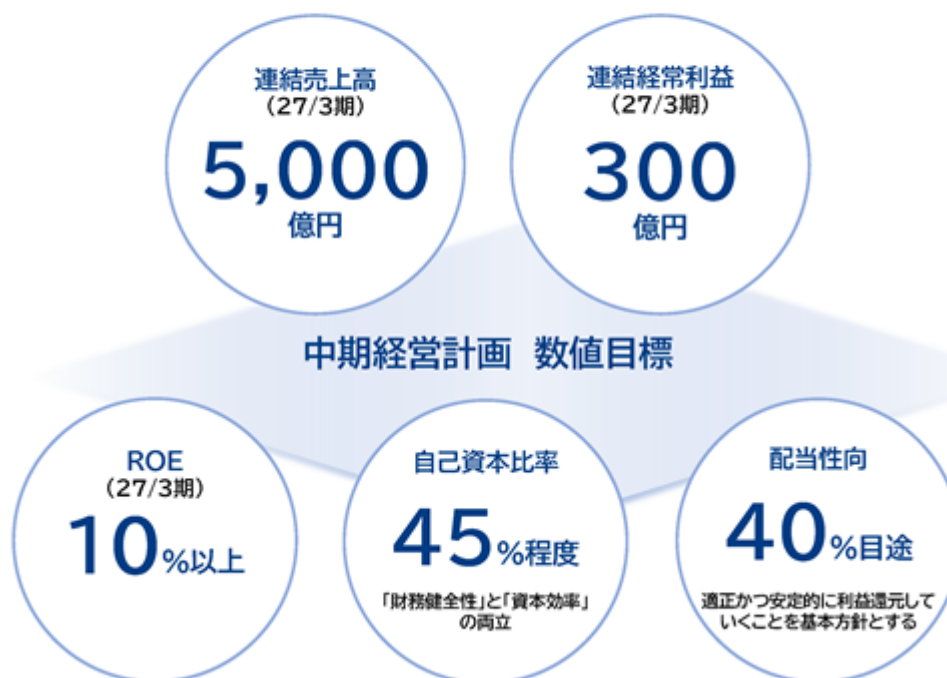 連結売上高
(27/3期)
5,000
億円
連結経常利益
(27/3期)
300
億円
中期経営計画 数値目標
ROE
(27/3期)
10%以上
自己資本比率
45%程度
「財務健全性」と「資本効率」
の両立
配当性向
40%目途
適正かつ安定的に利益還元して
いくことを基本方針とする